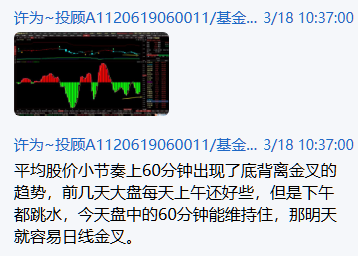 许为~投顾A1120619060011/基金... 3/18 10:37:00
许为~投顾A1120619060011/基金... 3/18 10:37:00
平均股价小节奏上60分钟出现了底背离金叉的
趋势，前几天大盘每天上午还好些，但是下午
都跳水，今天盘中的60分钟能维持住，那明天
就容易日线金叉。